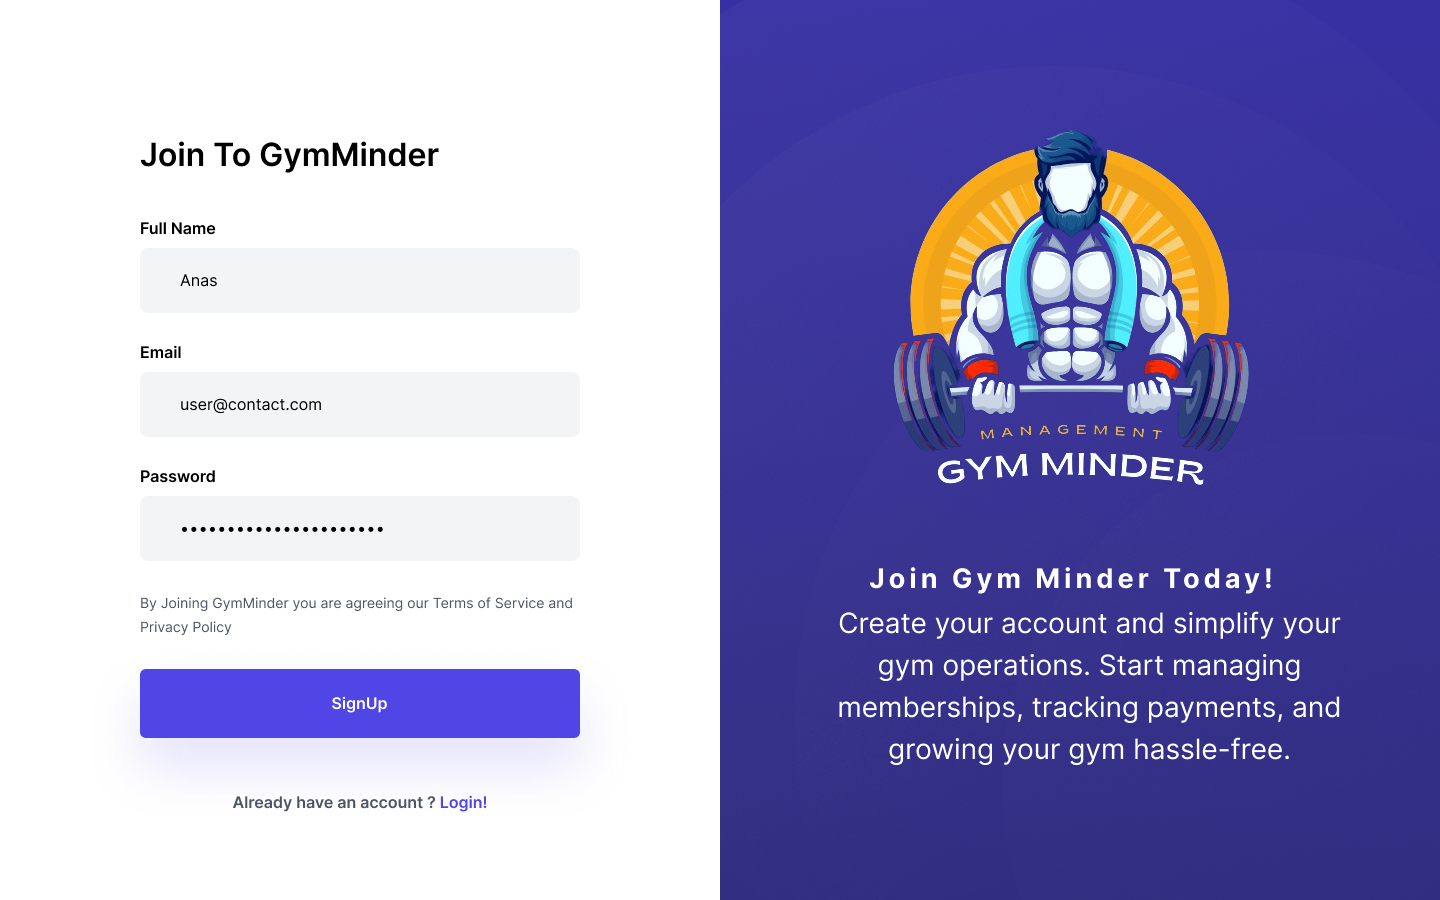 Join To GymMinder
Full Name
Anas
Email
user@contact.com
Password
••••••••••••••••••••••
By Joining GymMinder you are agreeing our Terms of Service and
Privacy Policy
SignUp
Already have an account ? Login!
MANAGEMENT
GYM MINDER
Join Gym Minder Today!
Create your account and simplify your
gym operations. Start managing
memberships, tracking payments, and
growing your gym hassle-free.